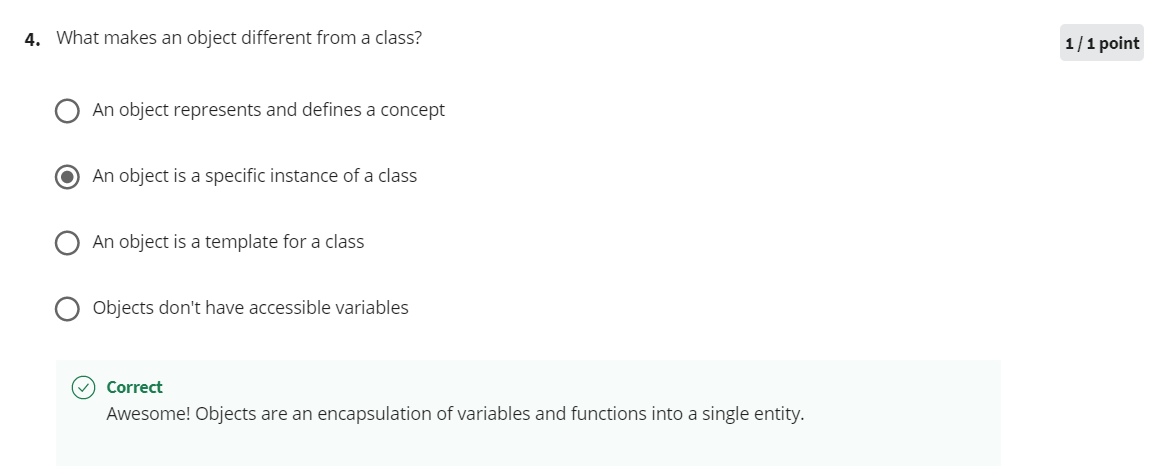 4. What makes an object different from a class?
1 / 1 point
An object represents and defines a concept
An object is a specific instance of a class
An object is a template for a class
Objects don't have accessible variables
Correct
Awesome! Objects are an encapsulation of variables and functions into a single entity.